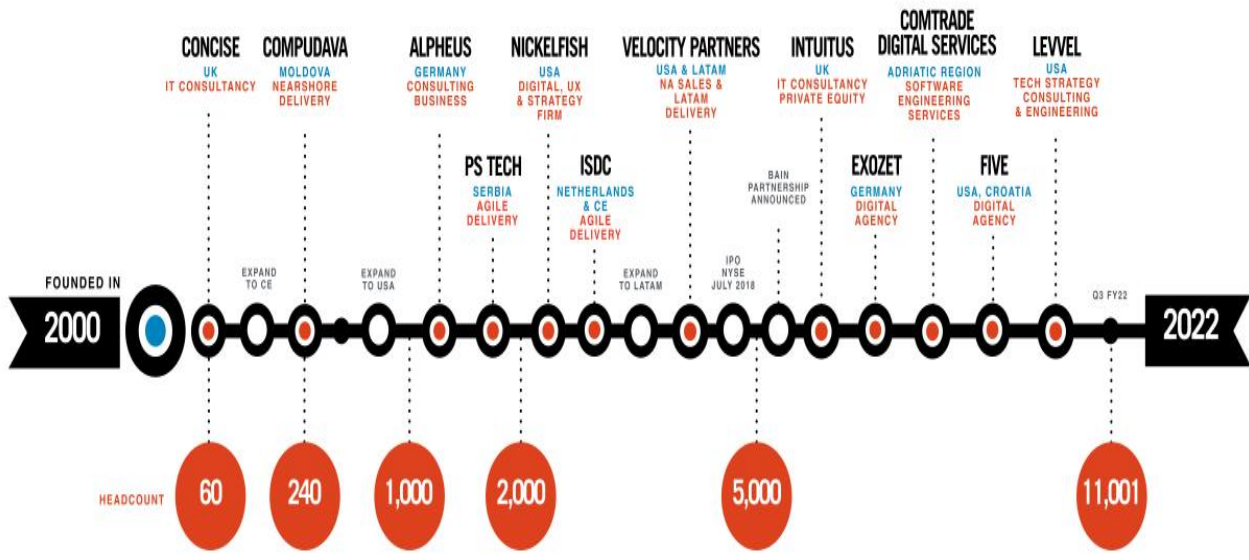 CONCISE
UK
IT CONSULTANCY
COMPUDAVA
MOLDOVA
NEARSHORE
DELIVERY
ALPHEUS
GERMANY
CONSULTING
BUSINESS
NICKELFISH
USA
DIGITAL, UX
& STRATEGY
FIRM
VELOCITY PARTNERS
USA & LATAM
NA SALES &
LATAM
DELIVERY
INTUITUS
UK
IT CONSULTANCY
PRIVATE EQUITY
COMTRADE
DIGITAL SERVICES
ADRIATIC REGION
SOFTWARE
ENGINEERING
SERVICES
LEVVEL
USA
TECH STRATEGY
CONSULTING
& ENGINEERING
PS TECH
SERBIA
AGILE
DELIVERY
ISDC
NETHERLANDS
& CE
AGILE
DELIVERY
BAIN
PARTNERSHIP
ANNOUNCED
EXOZET
GERMANY
DIGITAL
AGENCY
FIVE
USA, CROATIA
DIGITAL
AGENCY
FOUNDED IN
2000
EXPAND
TO CE
EXPAND
TO USA
EXPAND
TO LATAM
IPO
NYSE
JULY 2018
Q3 FY22
2022
HEADCOUNT
60
240
1,000
2,000
5,000
11,001